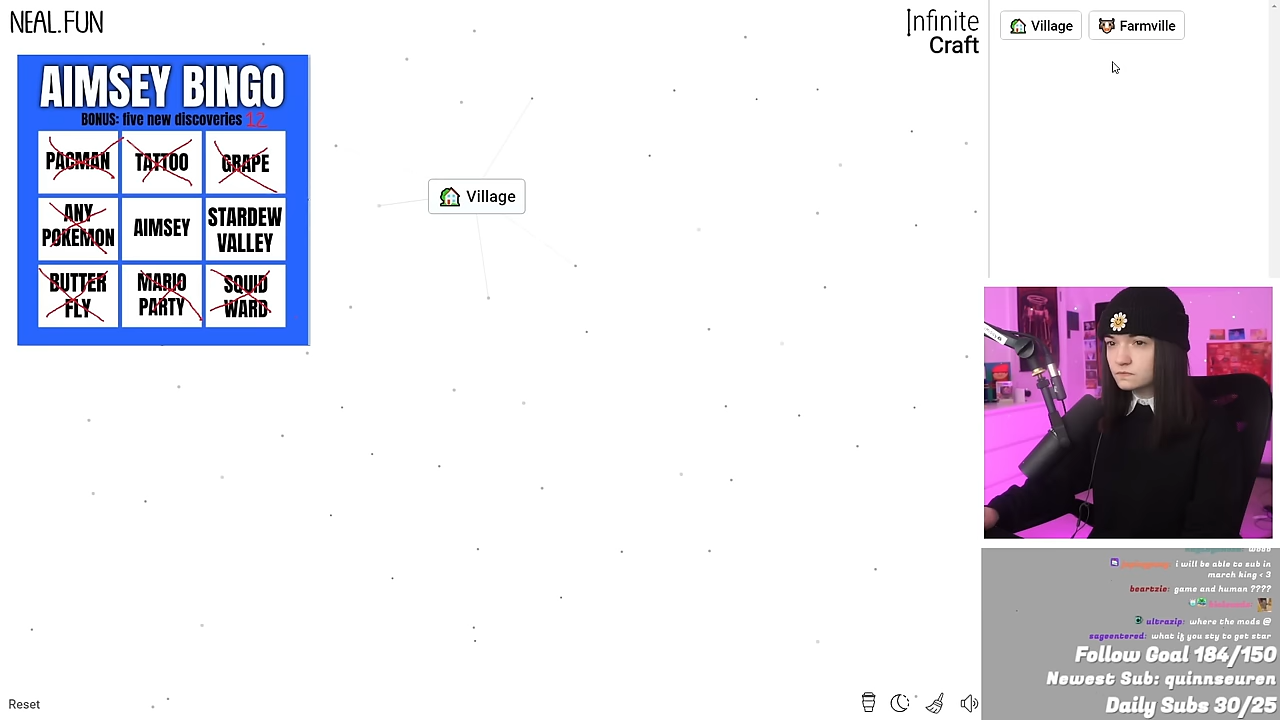 NEAL.FUN
Infinite
Craft
Village
Farmville
AIMSEY BINGO
BONUS: five new discoveries 12
PACMAN
TATTOO
GRAPE
ANY
POKEMON
AIMSEY
STARDEW
VALLEY
BUTTER
FLY
MARIO
PARTY
SQUID
WARD
Village
i will be able to sub in
march king <3
beartzie: game and human ????
ultrazip: where the mods @
sageentered: what if you sty to get star
Follow Goal 184/150
Newest Sub: quinnseuren
Daily Subs 30/25
Reset